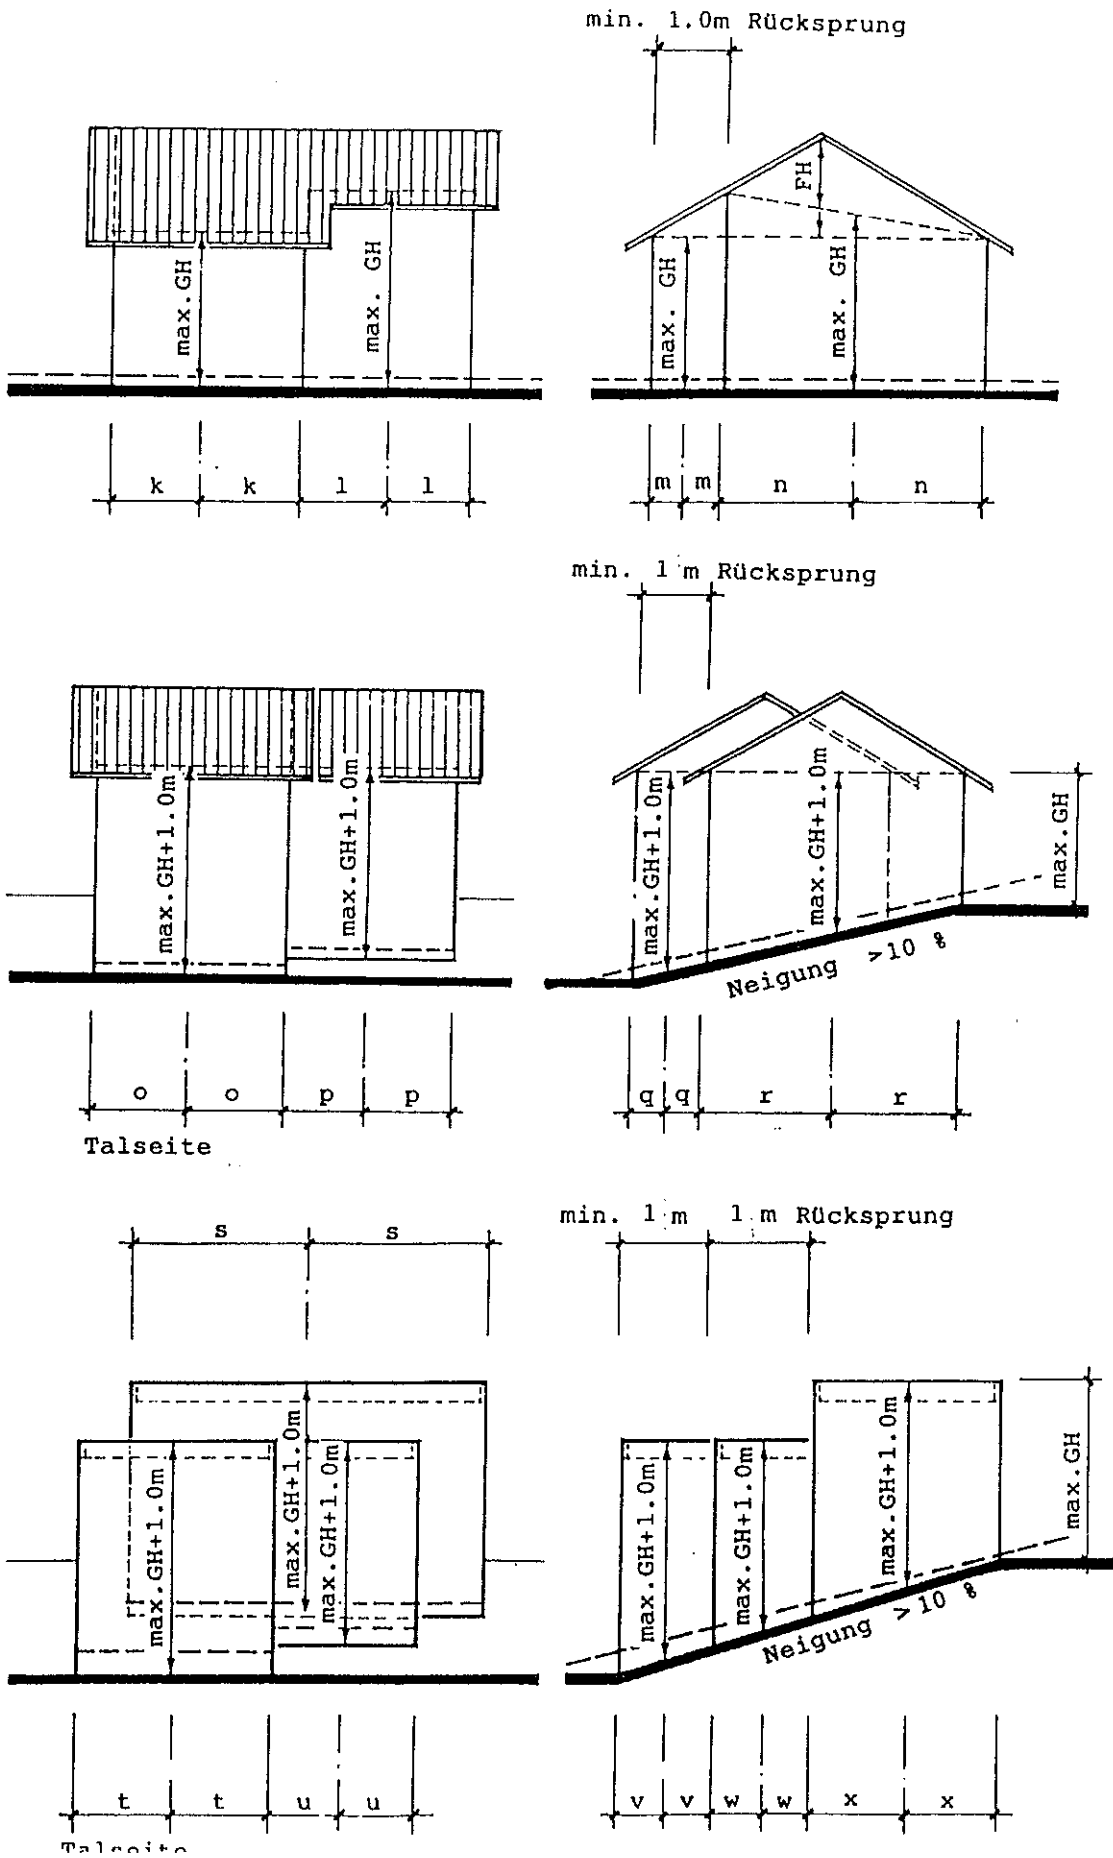 min. 1.0m Rücksprung
max.GH
max. GH
max. GH
FH
max. GH
k k l l
m m n n
min. 1 m Rücksprung
max.GH+1.0m
max.GH+1.0m
max.GH+1.0m
max.GH+1.0m
max.GH
Neigung >10 %
o o p p
q q r r
Talseite
s s
min. 1 m 1 m Rücksprung
max.GH+1.0m
max.GH+1.0m
max.GH+1.0m
max.GH+1.0m
max.GH+1.0m
max.GH+1.0m
max.GH
Neigung >10 %
t t u u
v v w w x x
Talseite